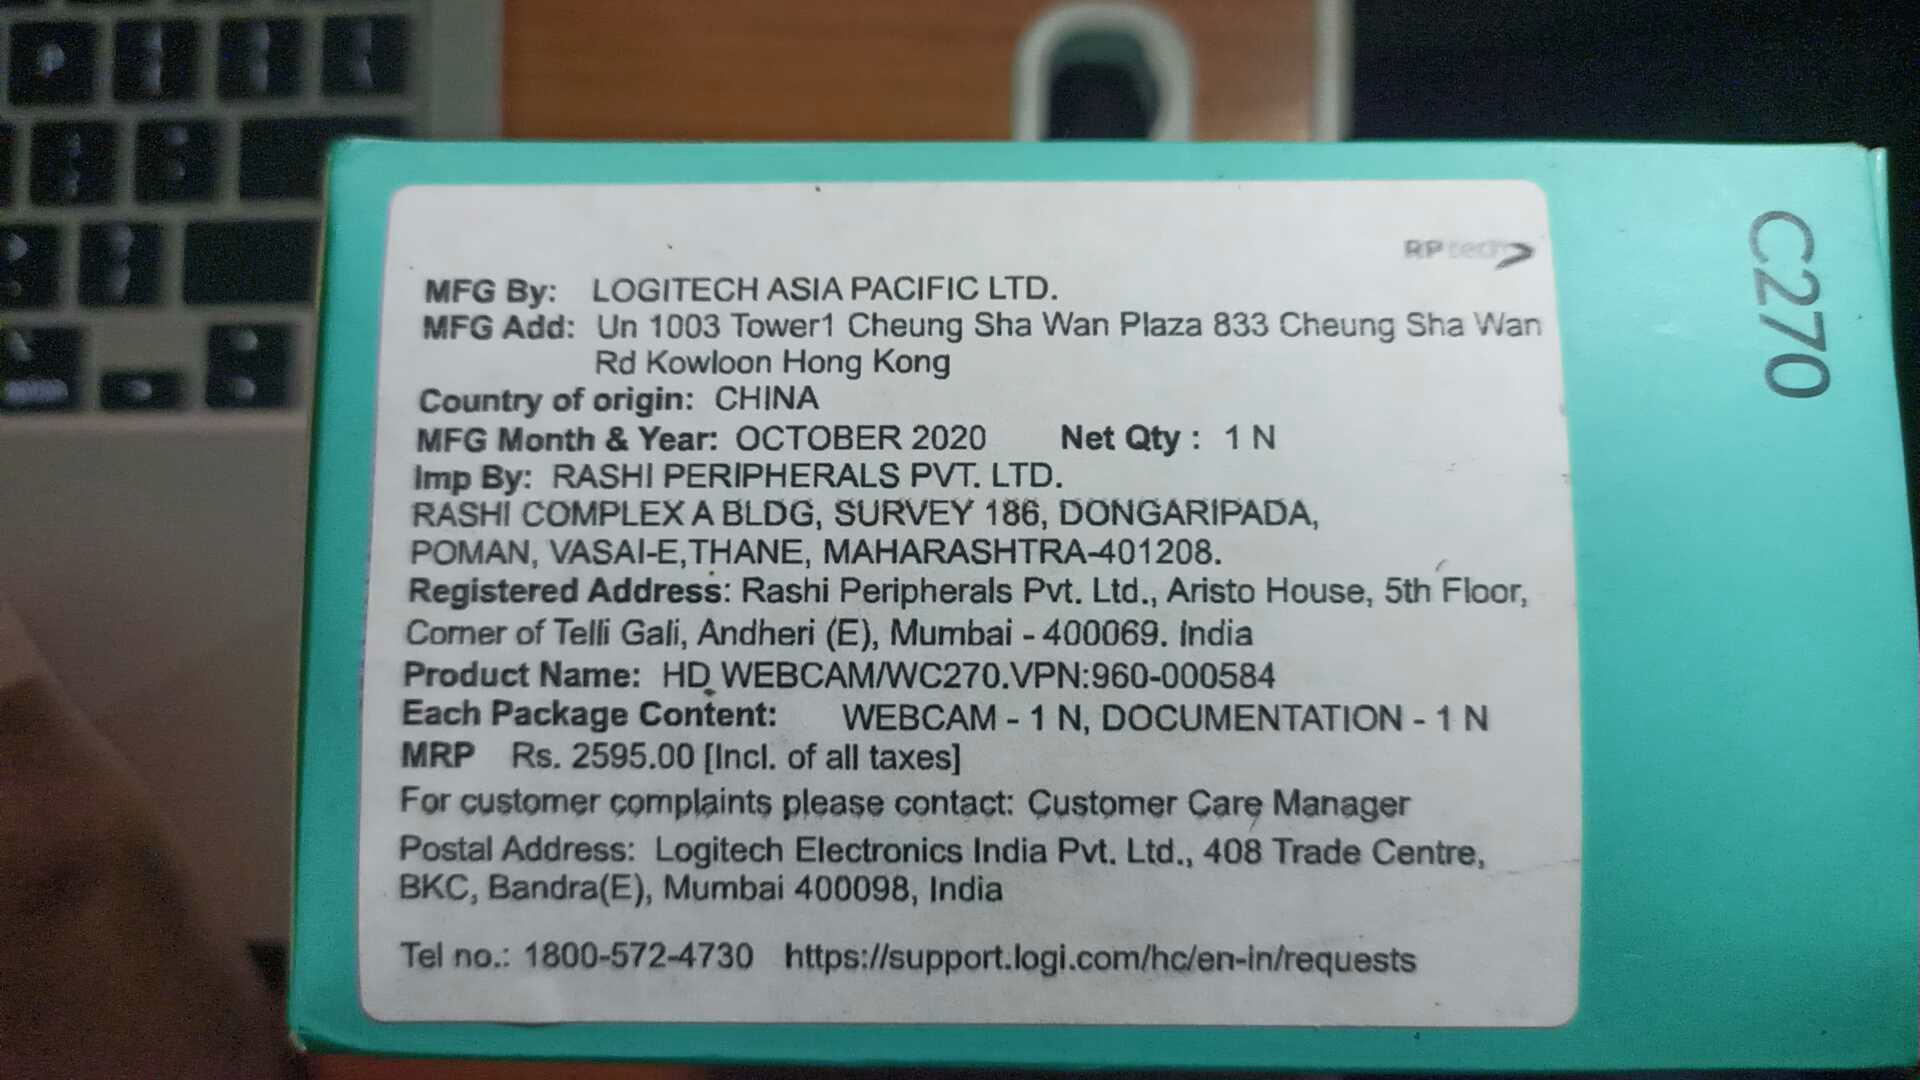 RP tech
MFG By: LOGITECH ASIA PACIFIC LTD.
MFG Add: Un 1003 Tower1 Cheung Sha Wan Plaza 833 Cheung Sha Wan
Rd Kowloon Hong Kong
Country of origin: CHINA
MFG Month & Year: OCTOBER 2020 Net Qty : 1 N
Imp By: RASHI PERIPHERALS PVT. LTD.
RASHI COMPLEX A BLDG, SURVEY 186, DONGARIPADA,
POMAN, VASAI-E,THANE, MAHARASHTRA-401208.
Registered Address: Rashi Peripherals Pvt. Ltd., Aristo House, 5th Floor,
Corner of Telli Gali, Andheri (E), Mumbai - 400069. India
Product Name: HD WEBCAM/WC270.VPN:960-000584
Each Package Content: WEBCAM - 1 N, DOCUMENTATION - 1 N
MRP Rs. 2595.00 [Incl. of all taxes]
For customer complaints please contact: Customer Care Manager
Postal Address: Logitech Electronics India Pvt. Ltd., 408 Trade Centre,
BKC, Bandra(E), Mumbai 400098, India
Tel no.: 1800-572-4730 https://support.logi.com/hc/en-in/requests
C270